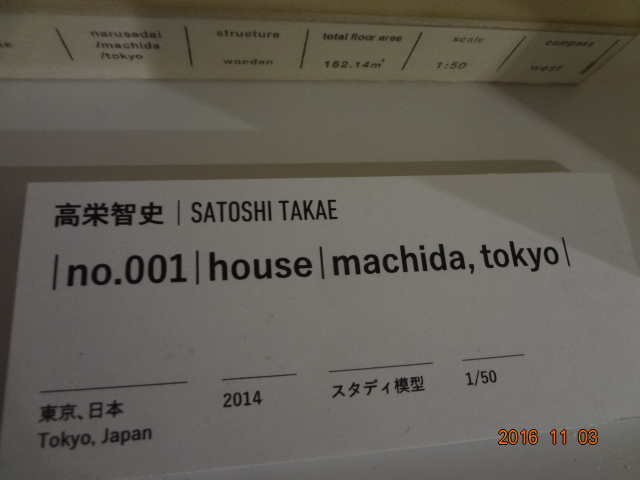 narusedai
/machida
/tokyo
structure
wooden
total floor area
152.14m²
scale
1:50
compass
west
高栄智史 | SATOSHI TAKAE
|no.001|house|machida, tokyo|
東京、日本
Tokyo, Japan
2014
スタディ模型
1/50
2016 11 03